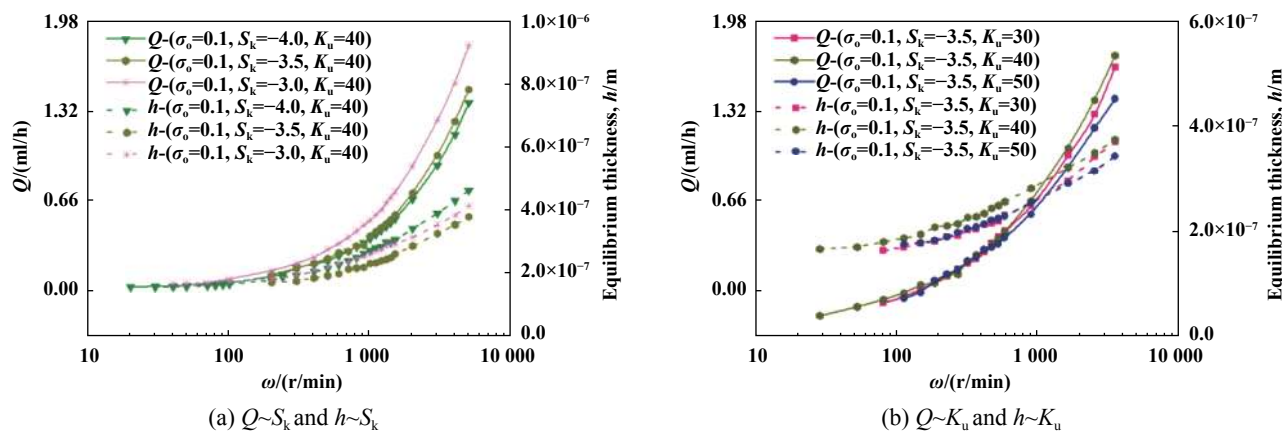 1.98
1.32
0.66
0.00
Q/(ml/h)
Q-(σₒ=0.1, Sₖ=−4.0, Kᵤ=40)
Q-(σₒ=0.1, Sₖ=−3.5, Kᵤ=40)
Q-(σₒ=0.1, Sₖ=−3.0, Kᵤ=40)
h-(σₒ=0.1, Sₖ=−4.0, Kᵤ=40)
h-(σₒ=0.1, Sₖ=−3.5, Kᵤ=40)
h-(σₒ=0.1, Sₖ=−3.0, Kᵤ=40)
1.0×10⁻⁶
8.0×10⁻⁷
6.0×10⁻⁷
4.0×10⁻⁷
2.0×10⁻⁷
0.0
Equilibrium thickness, h/m
10 100 1 000 10 000
ω/(r/min)
(a) Q~Sₖ and h~Sₖ
1.98
1.32
0.66
0.00
Q/(ml/h)
Q-(σₒ=0.1, Sₖ=−3.5, Kᵤ=30)
Q-(σₒ=0.1, Sₖ=−3.5, Kᵤ=40)
Q-(σₒ=0.1, Sₖ=−3.5, Kᵤ=50)
h-(σₒ=0.1, Sₖ=−3.5, Kᵤ=30)
h-(σₒ=0.1, Sₖ=−3.5, Kᵤ=40)
h-(σₒ=0.1, Sₖ=−3.5, Kᵤ=50)
6.0×10⁻⁷
4.0×10⁻⁷
2.0×10⁻⁷
0.0
Equilibrium thickness, h/m
10 100 1 000 10 000
ω/(r/min)
(b) Q~Kᵤ and h~Kᵤ